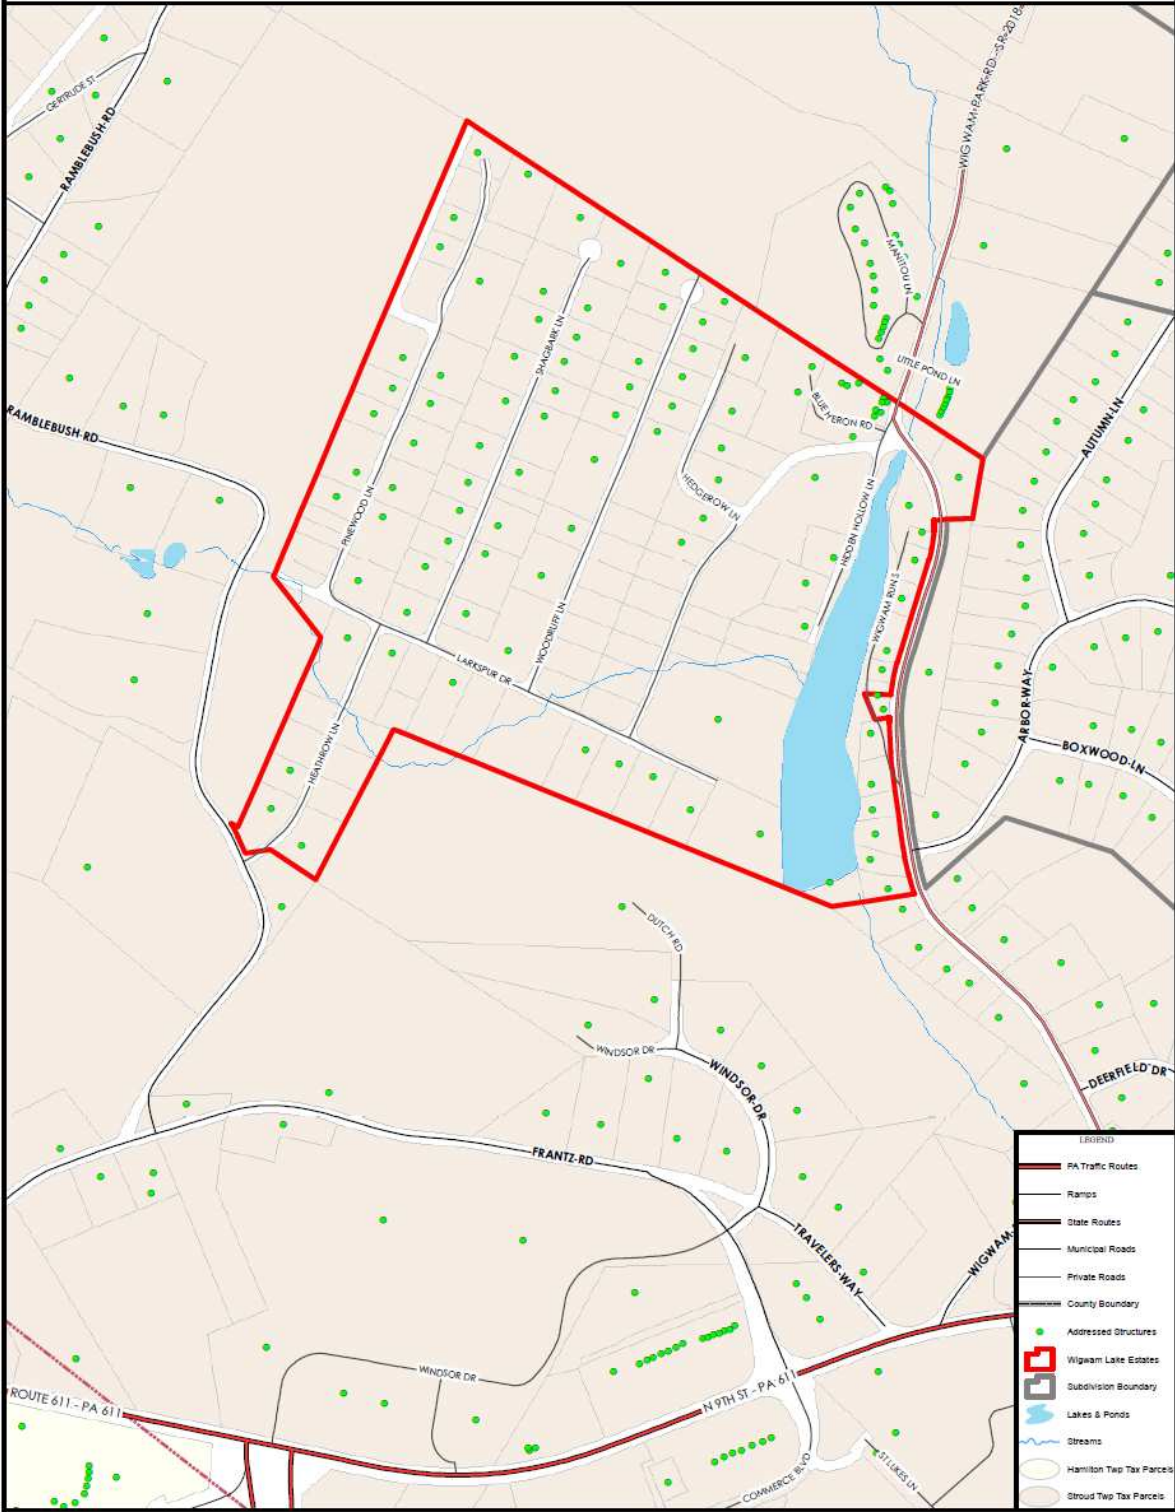 WIGWAM-PARK-RD--SR-2018
GERTRUDE ST
RAMBLEBUSH-RD
MANITOU LN
SHAGBARK LN
LITTLE POND LN
BLUE HERON RD
RAMBLEBUSH-RD
AUTUMN-LN
HEDGEROW LN
PINEWOOD LN
HIDDEN HOLLOW LN
WIGWAM RUN S
WOODRUFF LN
LARKSPUR DR
ARBOR-WAY
HEATHROW LN
BOXWOOD-LN
DUTCH RD
WINDSOR DR
WINDSOR-DR
DEERFIELD DR
FRANTZ-RD
TRAVELERS-WAY
WIGWAM-
WINDSOR DR
ROUTE 611 - PA 611
N 9TH ST - PA 611
COMMERCE BLVD
ST LUKES LN
LEGEND
PA Traffic Routes
Ramps
State Routes
Municipal Roads
Private Roads
County Boundary
Addressed Structures
Wigwam Lake Estates
Subdivision Boundary
Lakes & Ponds
Streams
Hamilton Twp Tax Parcels
Stroud Twp Tax Parcels